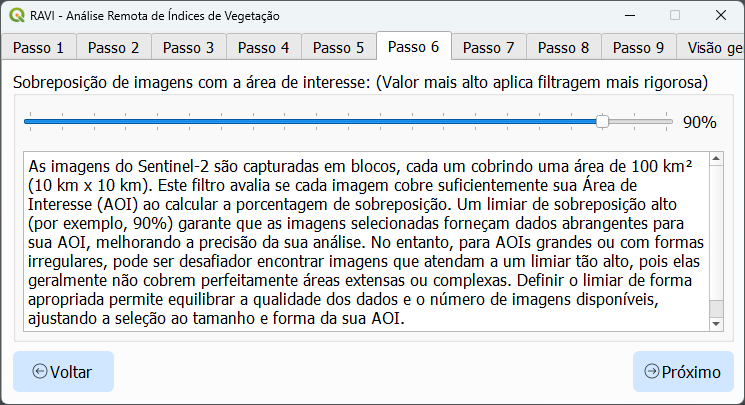 RAVI - Análise Remota de Índices de Vegetação
Passo 1 Passo 2 Passo 3 Passo 4 Passo 5 Passo 6 Passo 7 Passo 8 Passo 9 Visão ge
Sobreposição de imagens com a área de interesse: (Valor mais alto aplica filtragem mais rigorosa)
90%
As imagens do Sentinel-2 são capturadas em blocos, cada um cobrindo uma área de 100 km²
(10 km x 10 km). Este filtro avalia se cada imagem cobre suficientemente sua Área de
Interesse (AOI) ao calcular a porcentagem de sobreposição. Um limiar de sobreposição alto
(por exemplo, 90%) garante que as imagens selecionadas forneçam dados abrangentes para
sua AOI, melhorando a precisão da sua análise. No entanto, para AOIs grandes ou com formas
irregulares, pode ser desafiador encontrar imagens que atendam a um limiar tão alto, pois elas
geralmente não cobrem perfeitamente áreas extensas ou complexas. Definir o limiar de forma
apropriada permite equilibrar a qualidade dos dados e o número de imagens disponíveis,
ajustando a seleção ao tamanho e forma da sua AOI.
Voltar
Próximo